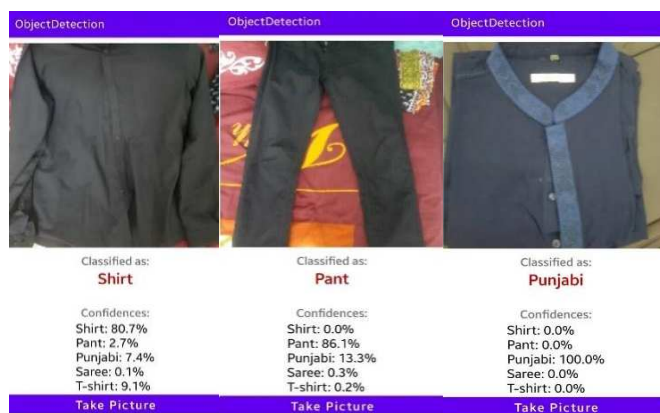 ObjectDetection
Classified as:
Shirt
Confidences:
Shirt: 80.7%
Pant: 2.7%
Punjabi: 7.4%
Saree: 0.1%
T-shirt: 9.1%
Take Picture
ObjectDetection
Classified as:
Pant
Confidences:
Shirt: 0.0%
Pant: 86.1%
Punjabi: 13.3%
Saree: 0.3%
T-shirt: 0.2%
Take Picture
ObjectDetection
Classified as:
Punjabi
Confidences:
Shirt: 0.0%
Pant: 0.0%
Punjabi: 100.0%
Saree: 0.0%
T-shirt: 0.0%
Take Picture